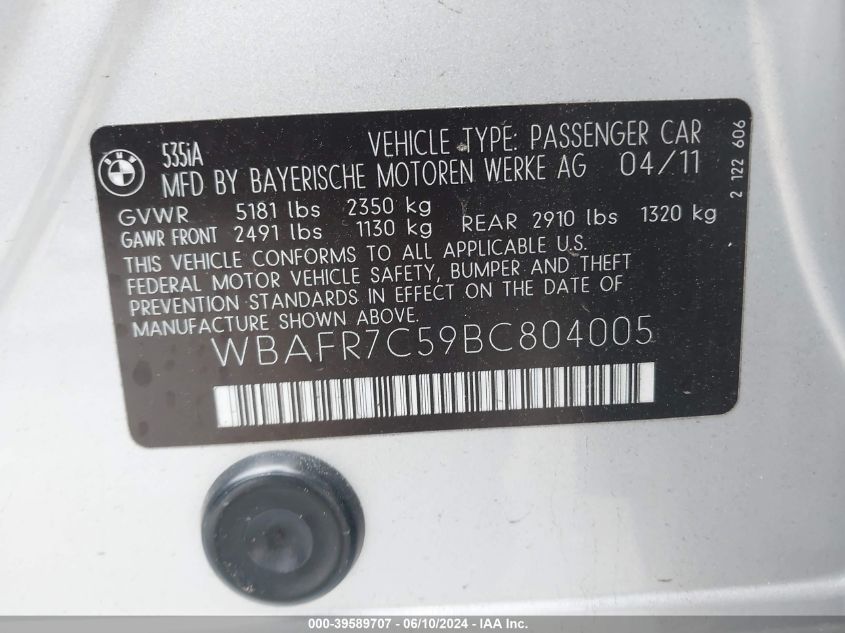 BMW
535iA
VEHICLE TYPE: PASSENGER CAR
MFD BY BAYERISCHE MOTOREN WERKE AG 04/11
GVWR 5181 lbs 2350 kg
GAWR FRONT 2491 lbs 1130 kg REAR 2910 lbs 1320 kg
THIS VEHICLE CONFORMS TO ALL APPLICABLE U.S.
FEDERAL MOTOR VEHICLE SAFETY, BUMPER AND THEFT
PREVENTION STANDARDS IN EFFECT ON THE DATE OF
MANUFACTURE SHOWN ABOVE.
WBAFR7C59BC804005
2 122 606
000-39589707 - 06/10/2024 - IAA Inc.